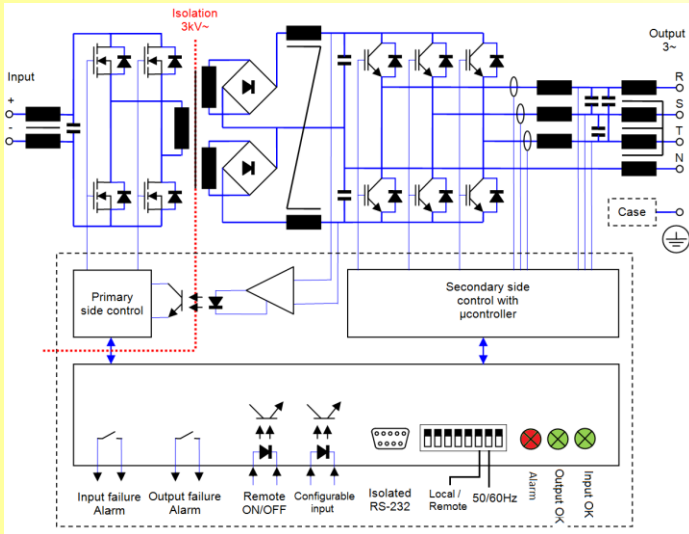 Isolation
3kV~
Output
3~
Input
+
-
R
S
T
N
Case
Primary
side control
Secondary side
control with
µcontroller
Input failure
Alarm
Output failure
Alarm
Remote
ON/OFF
Configurable
input
Isolated
RS-232
Local /
Remote
50/60Hz
Alarm
Output OK
Input OK